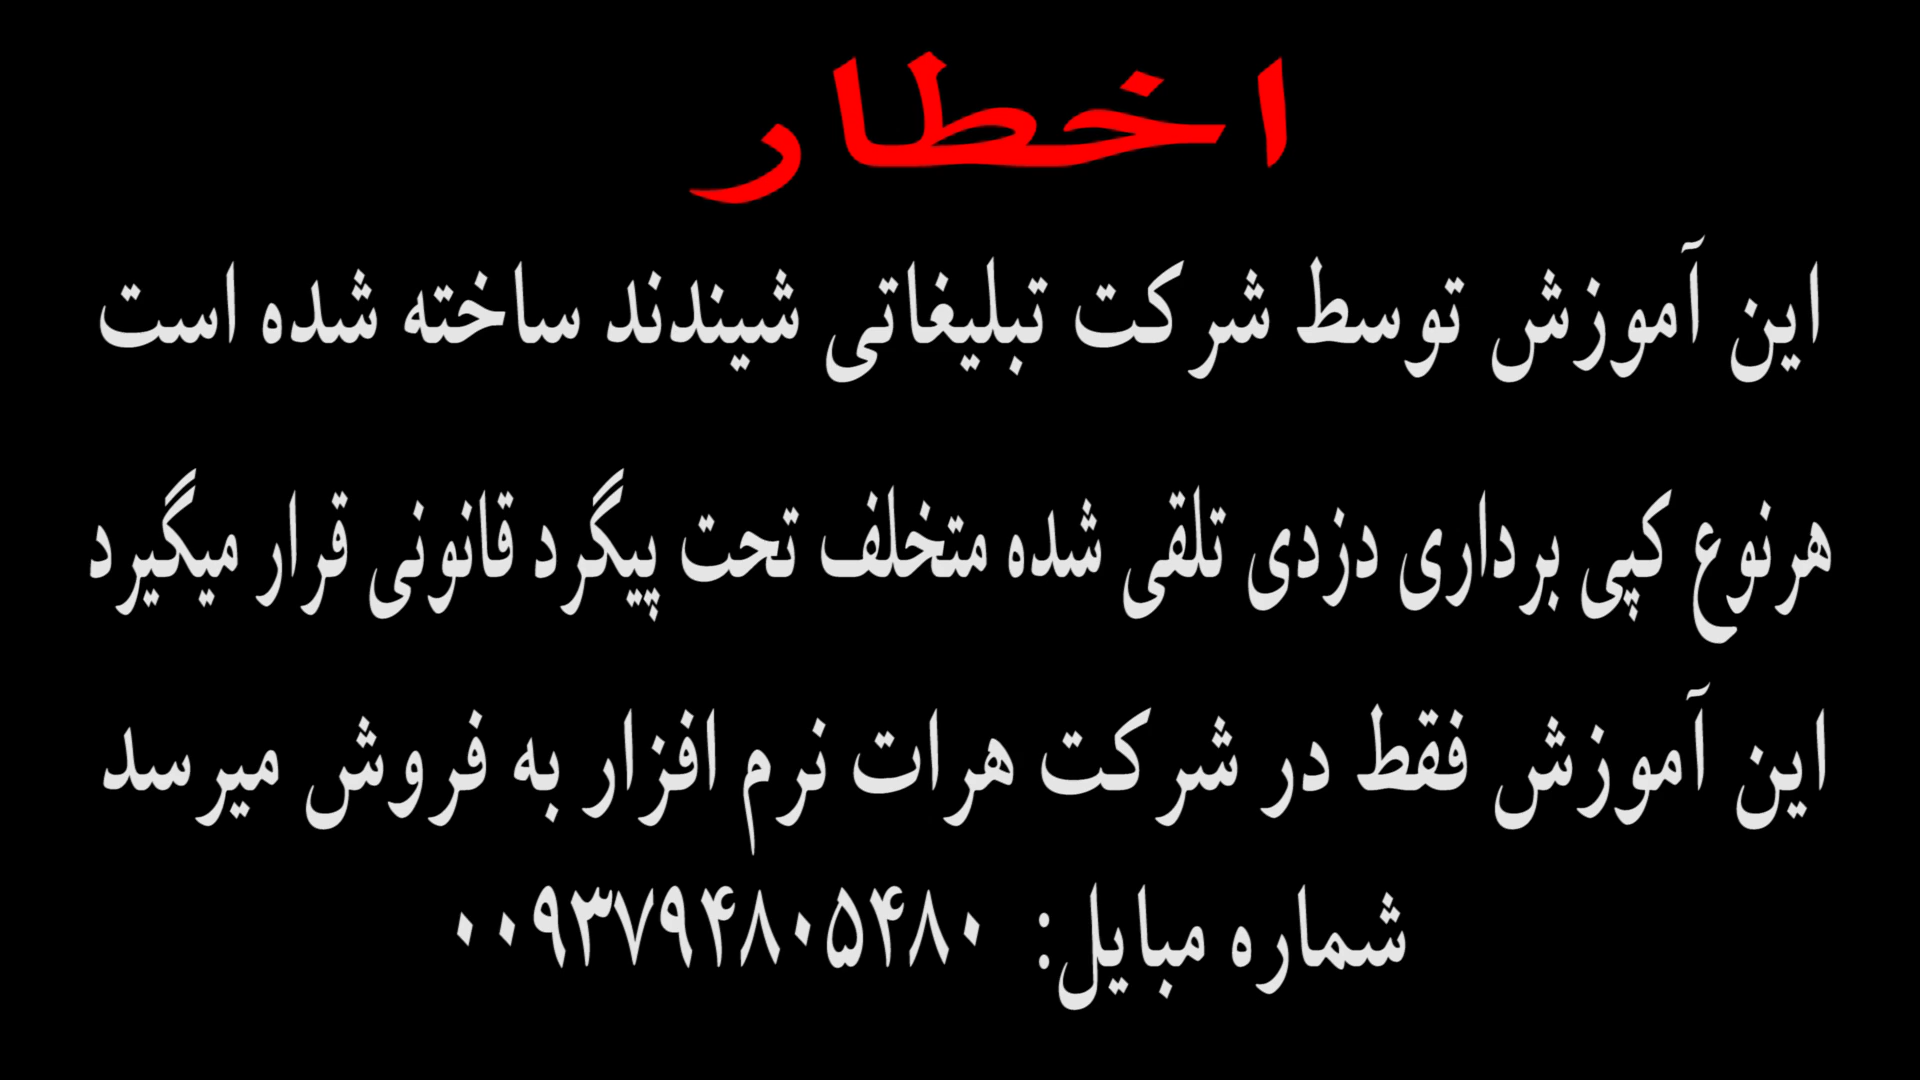 اخطار
این آموزش توسط شرکت تبلیغاتی شیندند ساخته شده است
هرنوع کپی برداری دزدی تلقی شده متخلف تحت پیگرد قانونی قرار میگیرد
این آموزش فقط در شرکت هرات نرم افزار به فروش میرسد
شماره مبایل: ۰۰۹۳۷۹۴۸۰۵۴۸۰